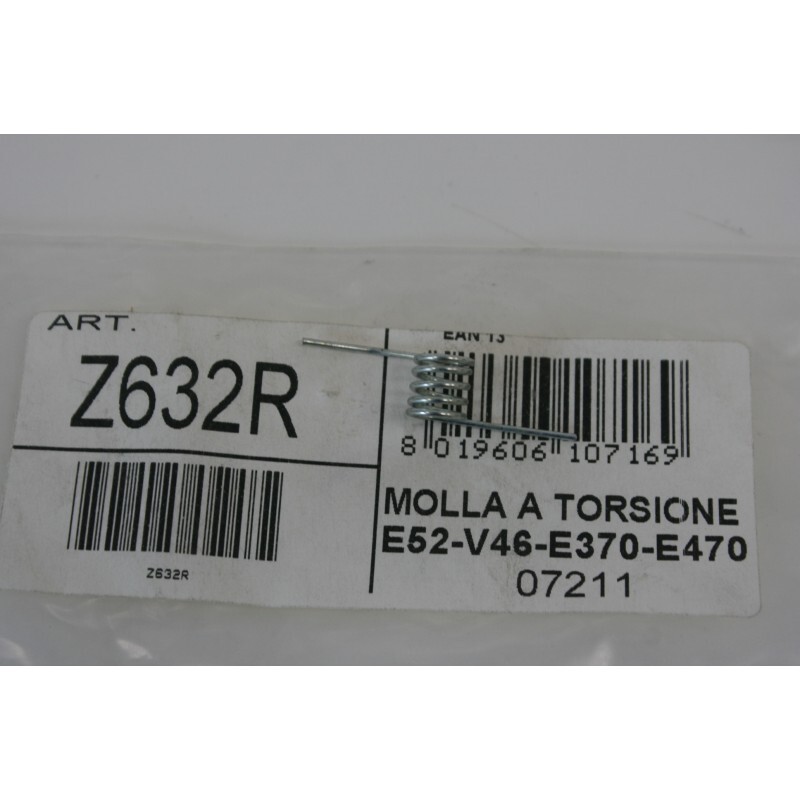 ART.
Z632R
Z632R
EAN 13
8 019606 107169
MOLLA A TORSIONE
E52-V46-E370-E470
07211